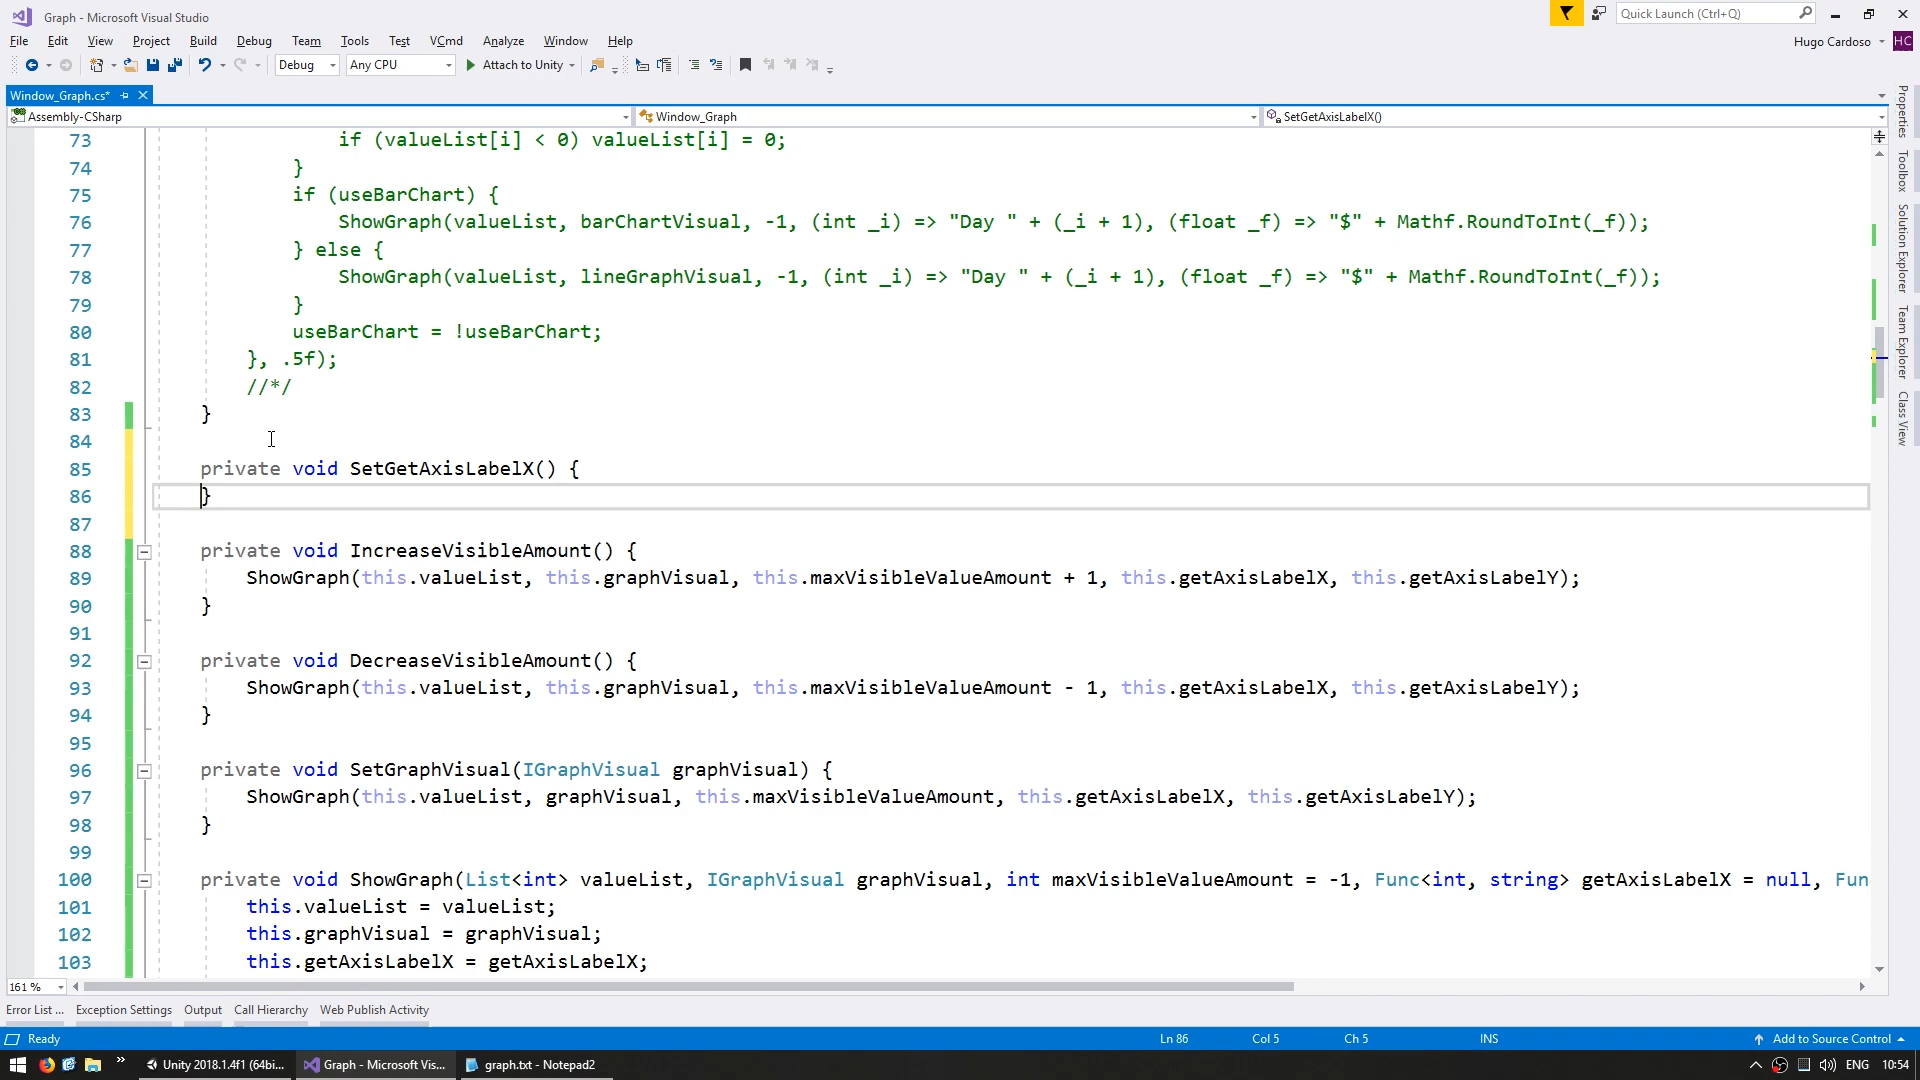 Graph - Microsoft Visual Studio
Quick Launch (Ctrl+Q)
File Edit View Project Build Debug Team Tools Test VCmd Analyze Window Help
Hugo Cardoso HC
Debug Any CPU Attach to Unity
Window_Graph.cs*
Assembly-CSharp Window_Graph SetGetAxisLabelX()
73 if (valueList[i] < 0) valueList[i] = 0;
74 }
75 if (useBarChart) {
76 ShowGraph(valueList, barChartVisual, -1, (int _i) => "Day " + (_i + 1), (float _f) => "$" + Mathf.RoundToInt(_f));
77 } else {
78 ShowGraph(valueList, lineGraphVisual, -1, (int _i) => "Day " + (_i + 1), (float _f) => "$" + Mathf.RoundToInt(_f));
79 }
80 useBarChart = !useBarChart;
81 }, .5f);
82 //*/
83 }
84
85 private void SetGetAxisLabelX() {
86 }
87
88 private void IncreaseVisibleAmount() {
89 ShowGraph(this.valueList, this.graphVisual, this.maxVisibleValueAmount + 1, this.getAxisLabelX, this.getAxisLabelY);
90 }
91
92 private void DecreaseVisibleAmount() {
93 ShowGraph(this.valueList, this.graphVisual, this.maxVisibleValueAmount - 1, this.getAxisLabelX, this.getAxisLabelY);
94 }
95
96 private void SetGraphVisual(IGraphVisual graphVisual) {
97 ShowGraph(this.valueList, graphVisual, this.maxVisibleValueAmount, this.getAxisLabelX, this.getAxisLabelY);
98 }
99
100 private void ShowGraph(List<int> valueList, IGraphVisual graphVisual, int maxVisibleValueAmount = -1, Func<int, string> getAxisLabelX = null, Fun
101 this.valueList = valueList;
102 this.graphVisual = graphVisual;
103 this.getAxisLabelX = getAxisLabelX;
Properties
Toolbox
Solution Explorer
Team Explorer
Class View
161 %
Error List ... Exception Settings Output Call Hierarchy Web Publish Activity
Ready Ln 86 Col 5 Ch 5 INS Add to Source Control
Unity 2018.1.4f1 (64bi... Graph - Microsoft Vis... graph.txt - Notepad2 ENG 10:54